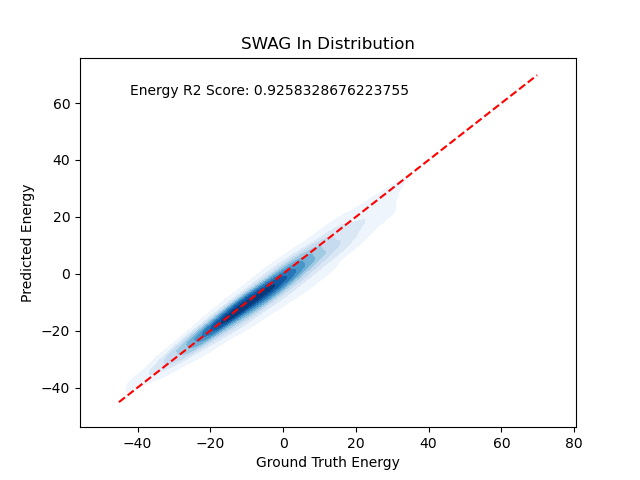 SWAG In Distribution
Energy R2 Score: 0.9258328676223755
Predicted Energy
60
40
20
0
−20
−40
−40 −20 0 20 40 60 80
Ground Truth Energy